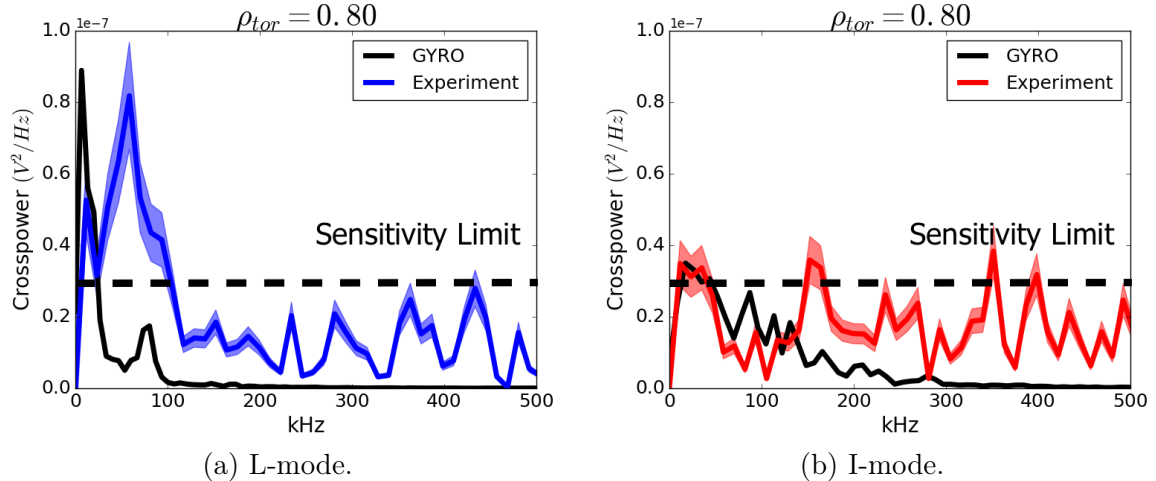 ρ_tor = 0.80
1e-7
1.0
0.8
0.6
0.4
0.2
0.0
Crosspower (V²/Hz)
GYRO
Experiment
Sensitivity Limit
0 100 200 300 400 500
kHz
(a) L-mode.
ρ_tor = 0.80
1e-7
1.0
0.8
0.6
0.4
0.2
0.0
Crosspower (V²/Hz)
GYRO
Experiment
Sensitivity Limit
0 100 200 300 400 500
kHz
(b) I-mode.